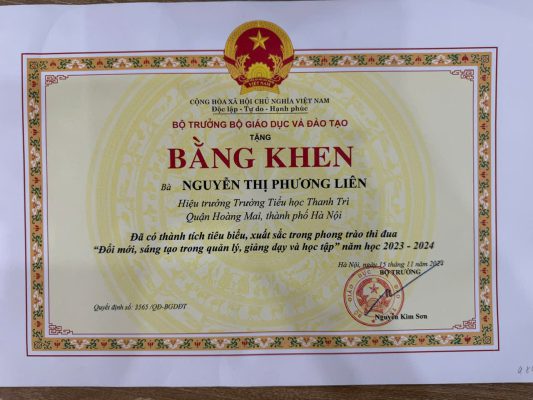 CỘNG HÒA XÃ HỘI CHỦ NGHĨA VIỆT NAM
Độc lập - Tự do - Hạnh phúc
BỘ TRƯỞNG BỘ GIÁO DỤC VÀ ĐÀO TẠO
TẶNG
BẰNG KHEN
Bà NGUYỄN THỊ PHƯƠNG LIÊN
Hiệu trưởng Trường Tiểu học Thanh Trì
Quận Hoàng Mai, thành phố Hà Nội
Đã có thành tích tiêu biểu, xuất sắc trong phong trào thi đua
"Đổi mới, sáng tạo trong quản lý, giảng dạy và học tập" năm học 2023 - 2024
Hà Nội, ngày 15 tháng 11 năm 2024
BỘ TRƯỞNG
Quyết định số: /QĐ-BGDĐT
Nguyễn Kim Sơn